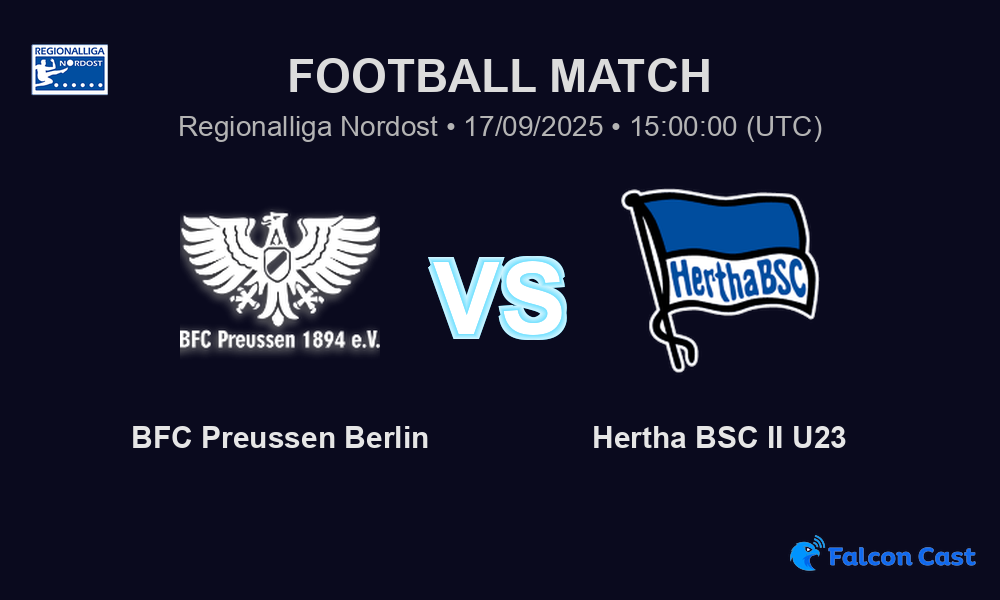 REGIONALLIGA
NORDOST
FOOTBALL MATCH
Regionalliga Nordost • 17/09/2025 • 15:00:00 (UTC)
BFC Preussen 1894 e.V.
VS
HerthaBSC
BFC Preussen Berlin
Hertha BSC II U23
Falcon Cast